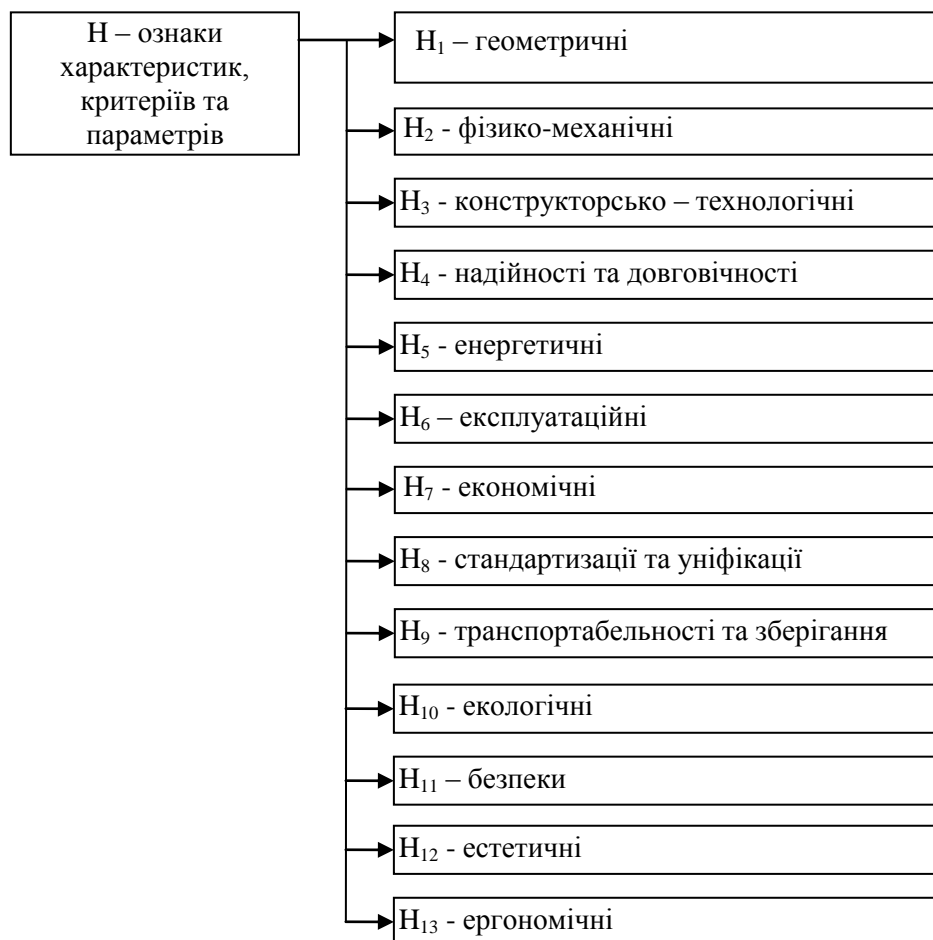 Н – ознаки
характеристик,
критеріїв та
параметрів
Н₁ – геометричні
Н₂ - фізико-механічні
Н₃ - конструкторсько – технологічні
Н₄ - надійності та довговічності
Н₅ - енергетичні
Н₆ – експлуатаційні
Н₇ - економічні
Н₈ - стандартизації та уніфікації
Н₉ - транспортабельності та зберігання
Н₁₀ - екологічні
Н₁₁ – безпеки
Н₁₂ - естетичні
Н₁₃ - ергономічні